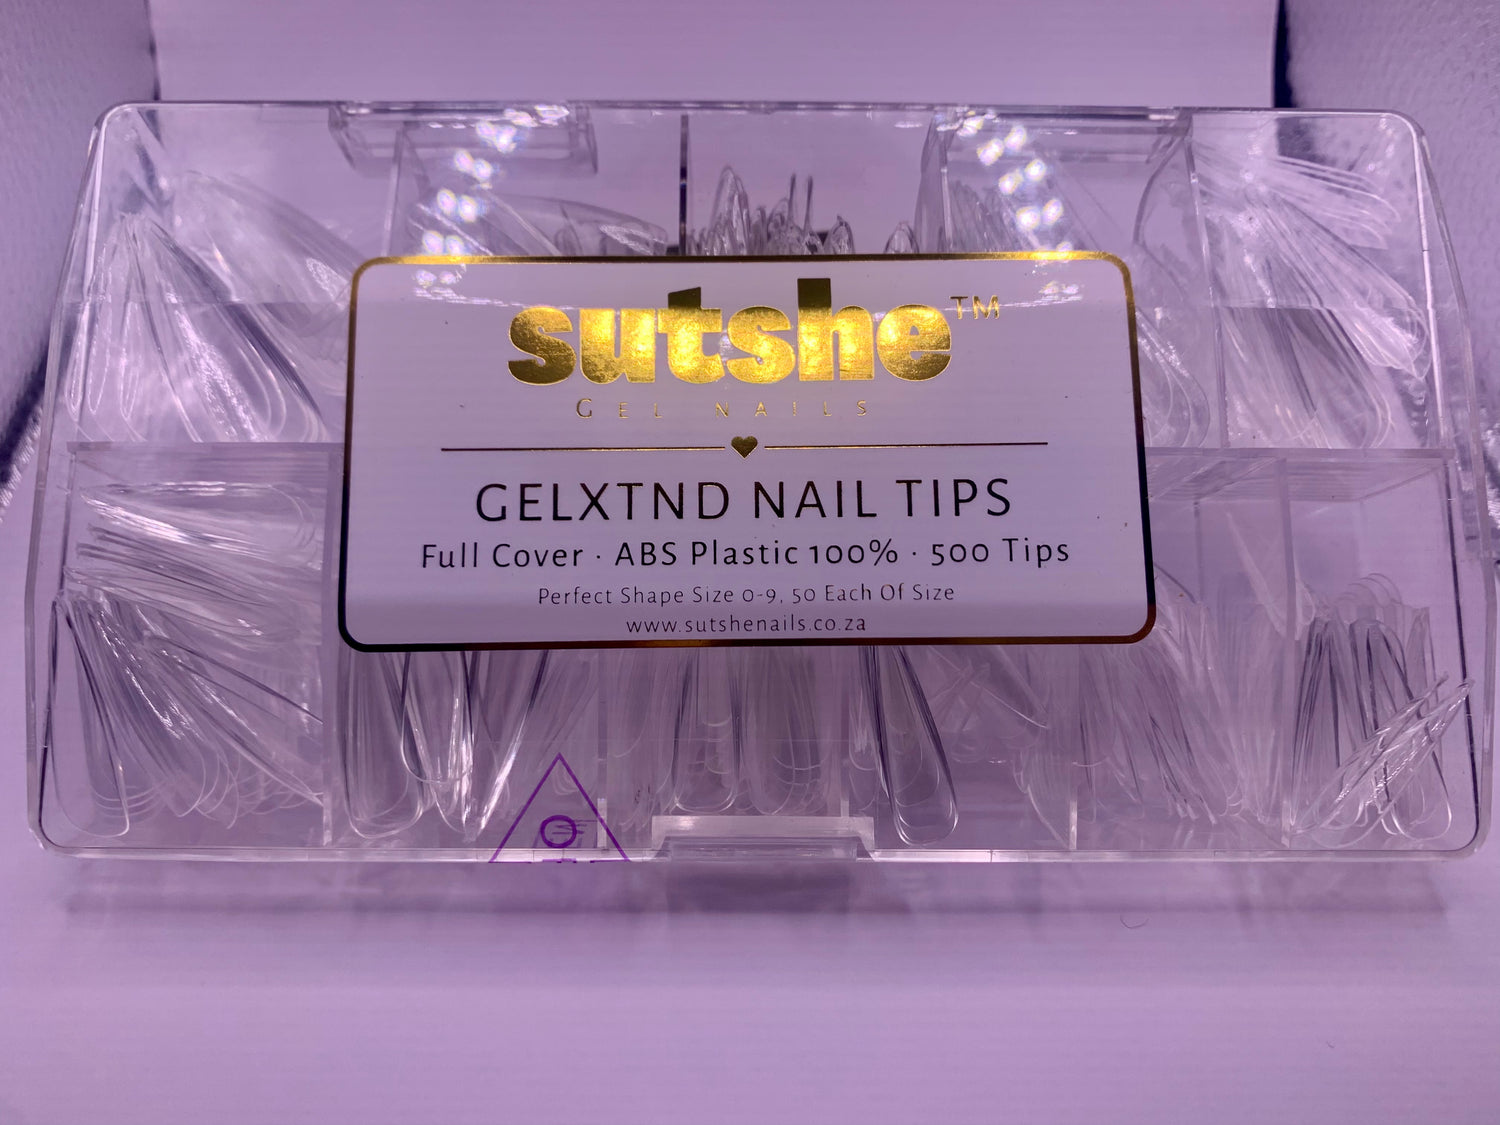 sutshe™
GEL NAILS
GELXTND NAIL TIPS
Full Cover · ABS Plastic 100% · 500 Tips
Perfect Shape Size 0-9, 50 Each Of Size
www.sutshenails.co.za